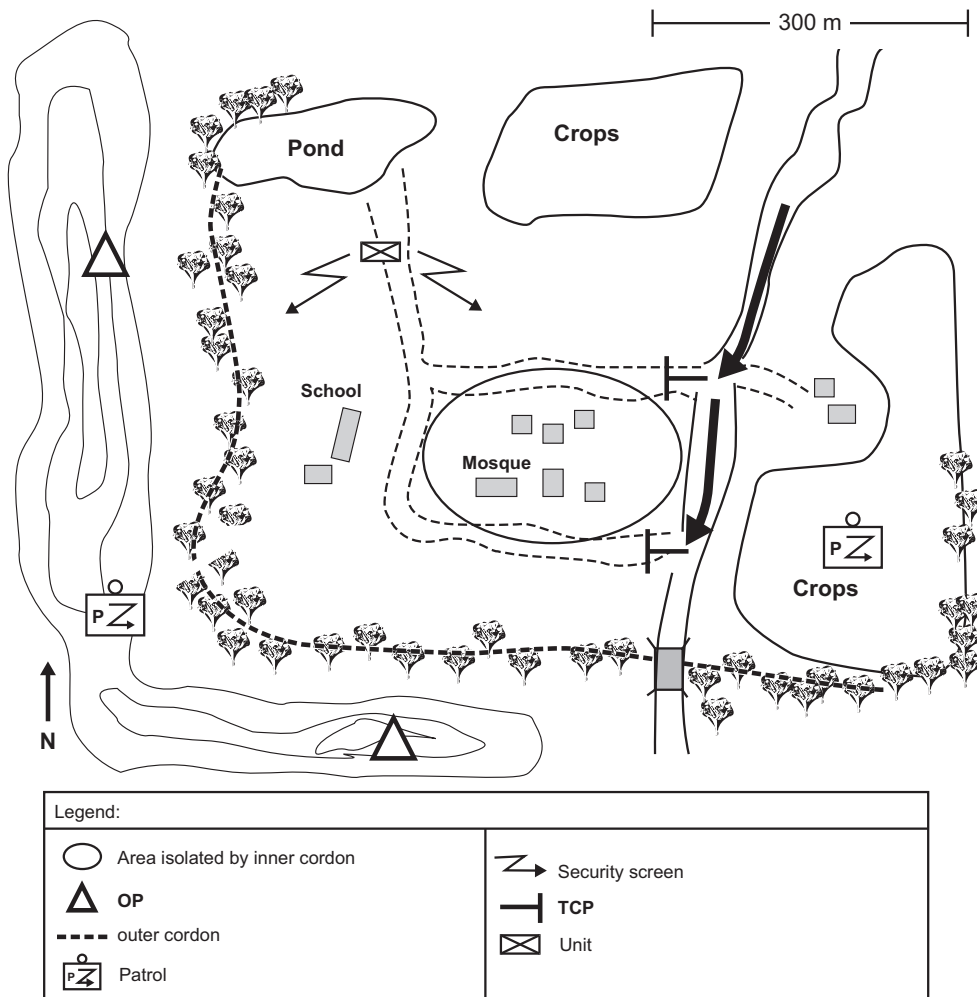 300 m
Pond
Crops
School
Mosque
P
Crops
P
N
Legend:
Area isolated by inner cordon
OP
outer cordon
P
Patrol
Security screen
TCP
Unit